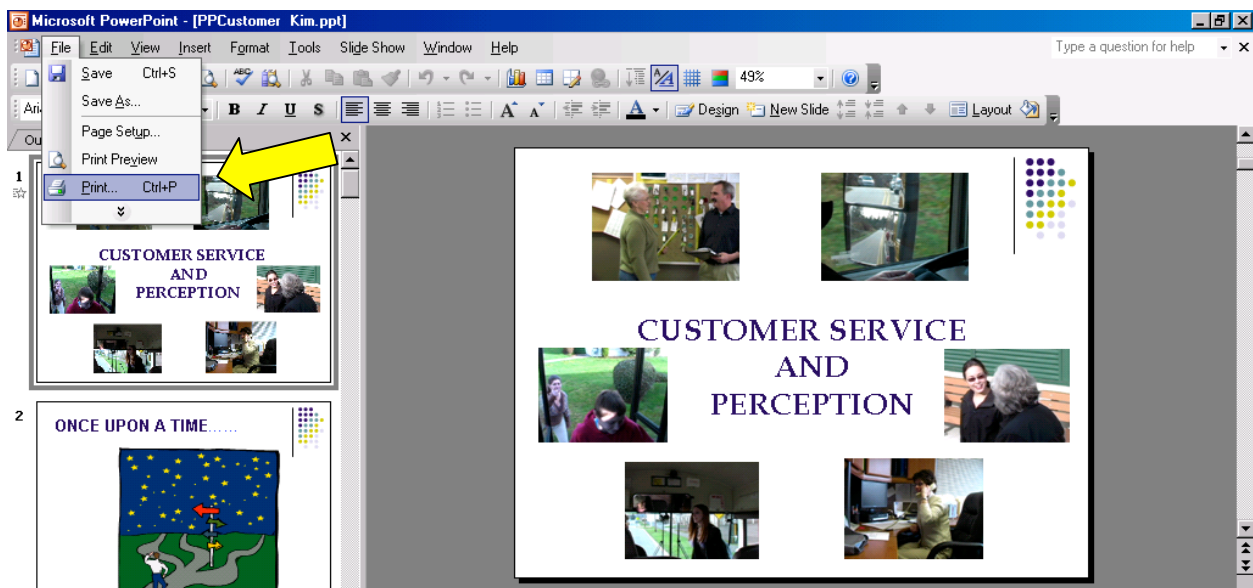 Microsoft PowerPoint - [PPCustomer Kim.ppt]
File Edit View Insert Format Tools Slide Show Window Help Type a question for help
Save Ctrl+S
Save As...
Page Setup...
Print Preview
Print... Ctrl+P
ABC 49%
B I U S A A A Design New Slide Layout
1
CUSTOMER SERVICE
AND
PERCEPTION
2
ONCE UPON A TIME......
CUSTOMER SERVICE
AND
PERCEPTION